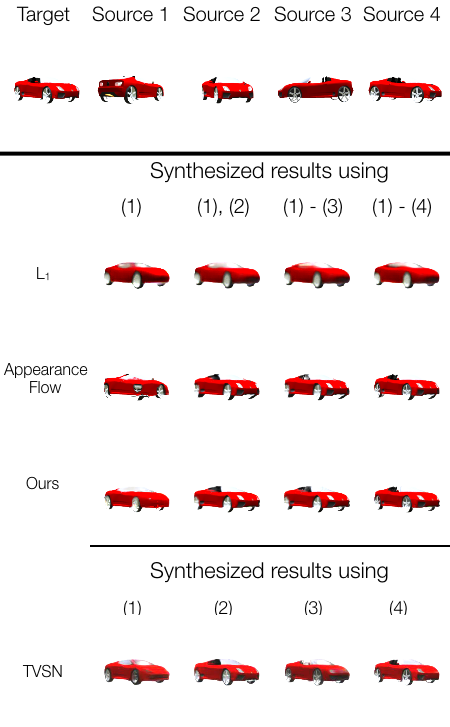 Target Source 1 Source 2 Source 3 Source 4
Synthesized results using
(1) (1), (2) (1) - (3) (1) - (4)
L₁
Appearance
Flow
Ours
Synthesized results using
(1) (2) (3) (4)
TVSN